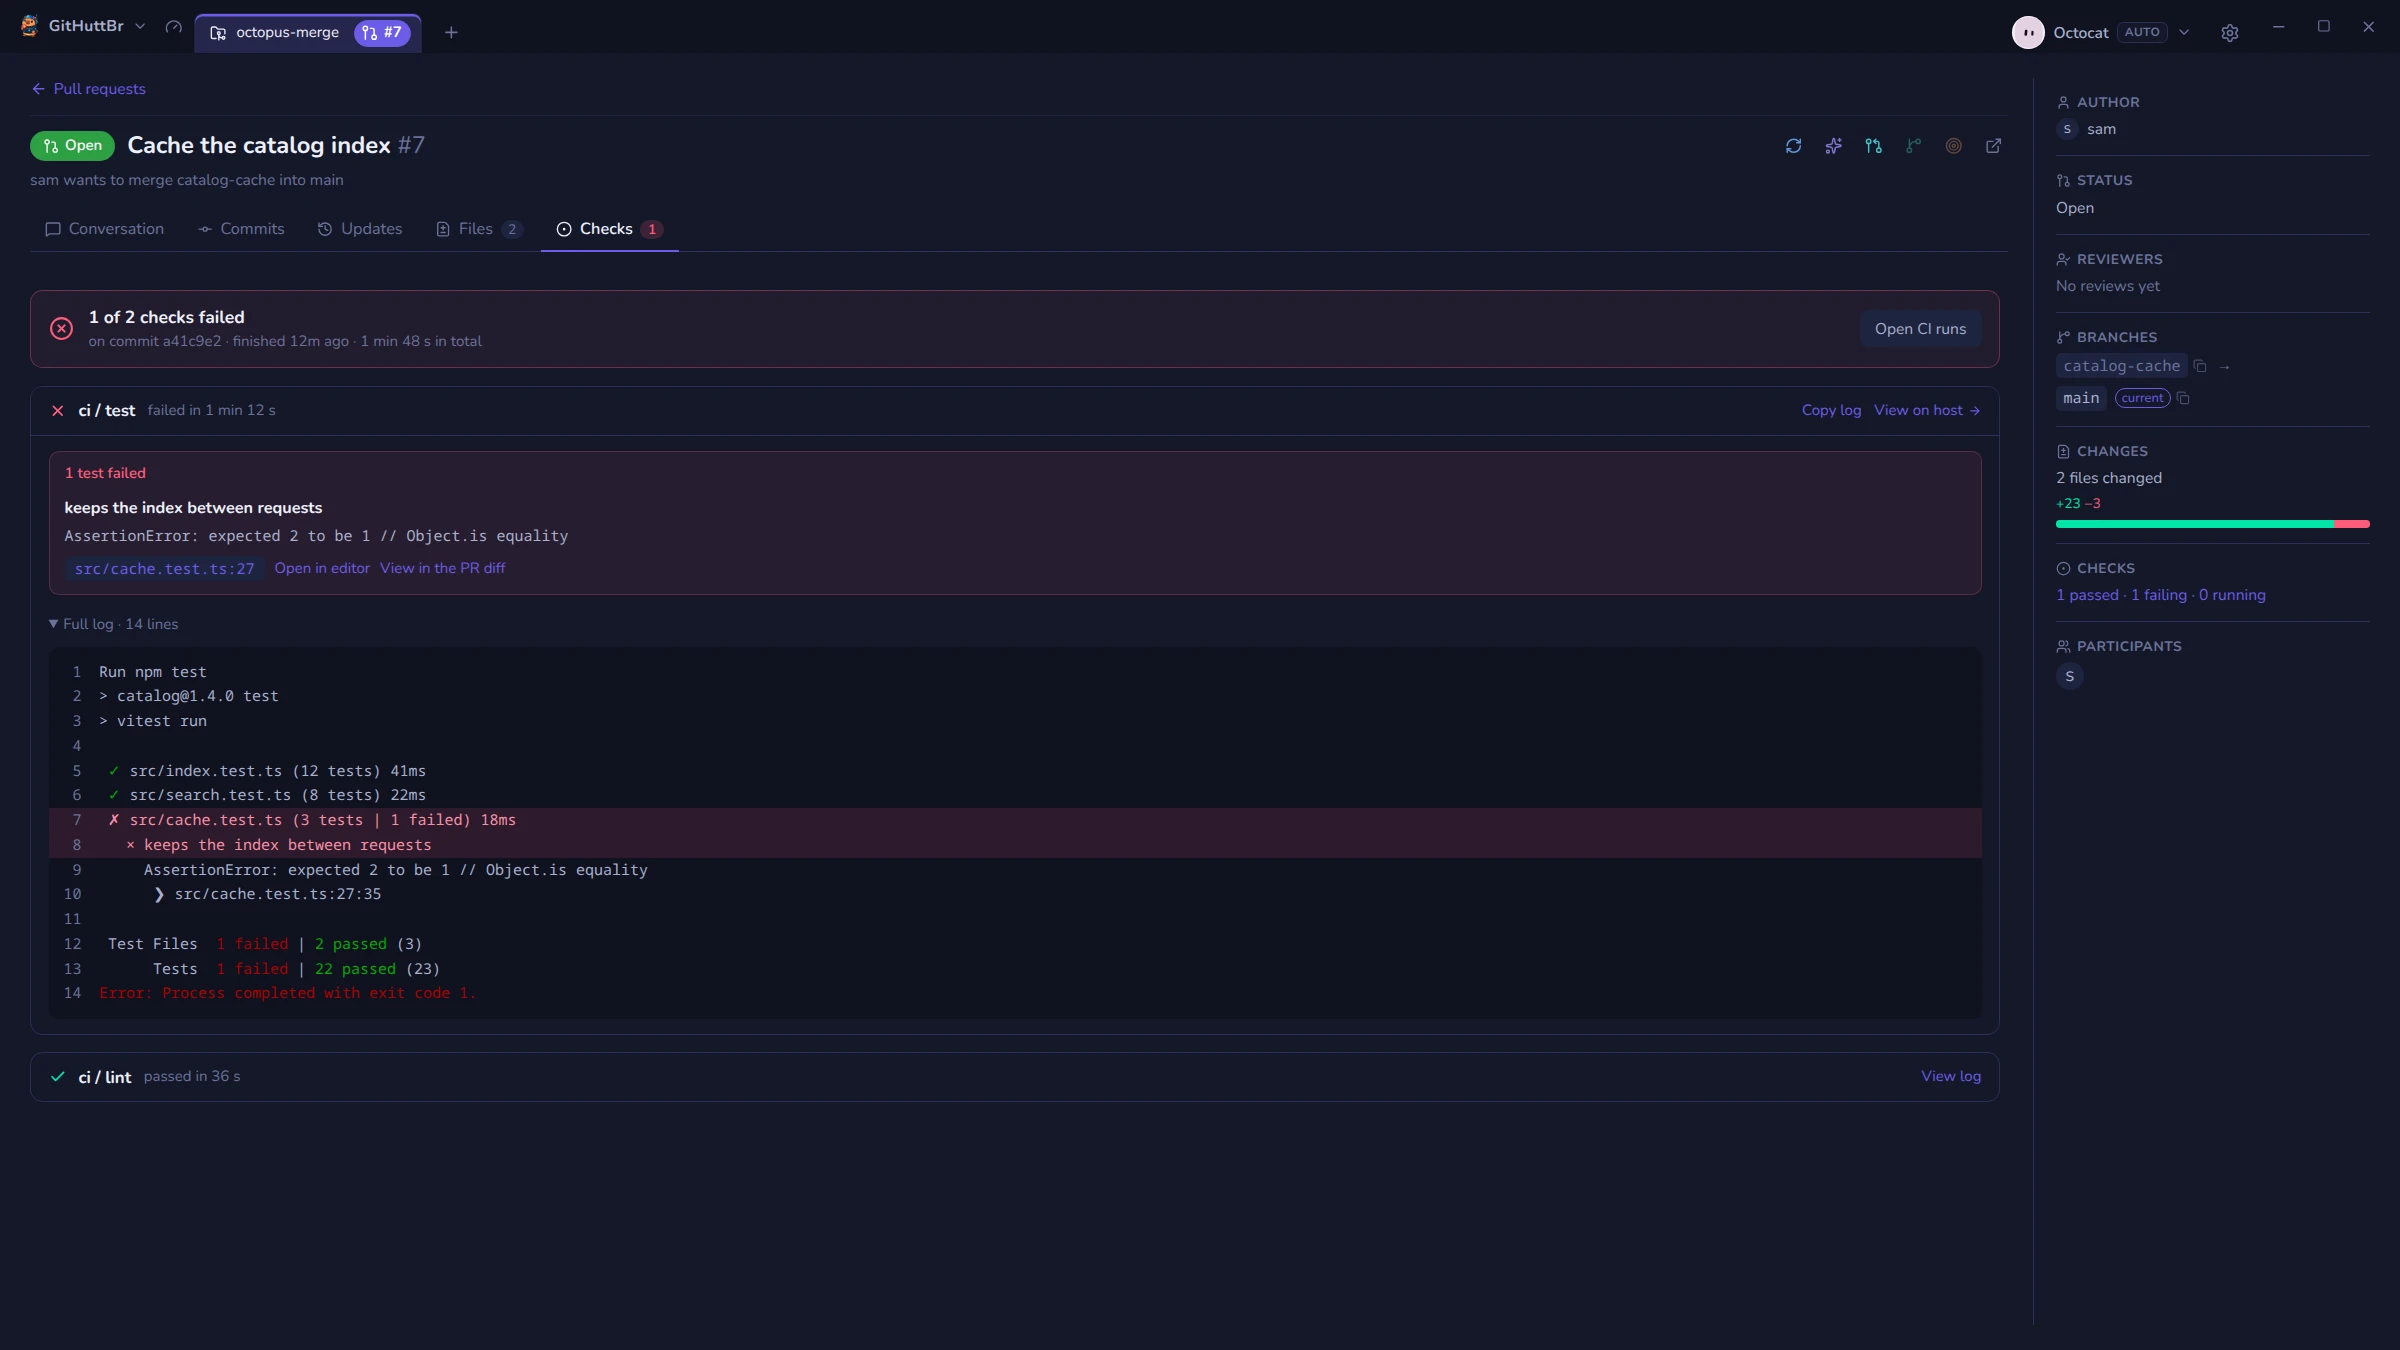 GitHuttBr
octopus-merge #7
Octocat AUTO
Pull requests
Open Cache the catalog index #7
sam wants to merge catalog-cache into main
Conversation Commits Updates Files 2 Checks 1
1 of 2 checks failed
on commit a41c9e2 · finished 12m ago · 1 min 48 s in total
Open CI runs
ci / test failed in 1 min 12 s
Copy log View on host →
1 test failed
keeps the index between requests
AssertionError: expected 2 to be 1 // Object.is equality
src/cache.test.ts:27 Open in editor View in the PR diff
▼ Full log · 14 lines
1 Run npm test
2 > catalog@1.4.0 test
3 > vitest run
4
5 ✓ src/index.test.ts (12 tests) 41ms
6 ✓ src/search.test.ts (8 tests) 22ms
7 ✗ src/cache.test.ts (3 tests | 1 failed) 18ms
8 × keeps the index between requests
9 AssertionError: expected 2 to be 1 // Object.is equality
10 ❯ src/cache.test.ts:27:35
11
12 Test Files 1 failed | 2 passed (3)
13 Tests 1 failed | 22 passed (23)
14 Error: Process completed with exit code 1.
ci / lint passed in 36 s
View log
AUTHOR
S sam
STATUS
Open
REVIEWERS
No reviews yet
BRANCHES
catalog-cache →
main current
CHANGES
2 files changed
+23 −3
CHECKS
1 passed · 1 failing · 0 running
PARTICIPANTS
S